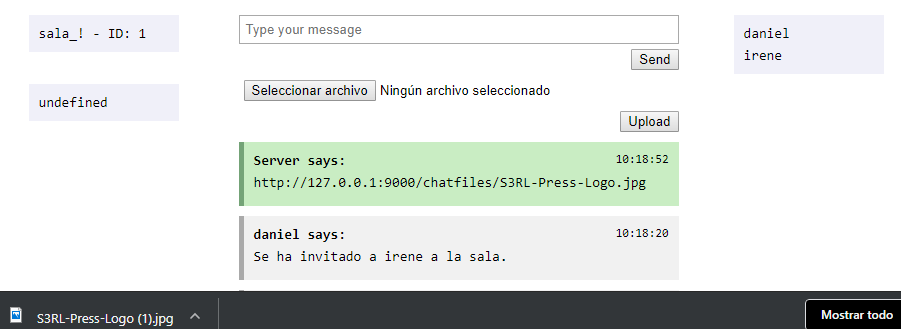 sala_! - ID: 1
undefined
Type your message
Send
Seleccionar archivo Ningún archivo seleccionado
Upload
Server says: 10:18:52
http://127.0.0.1:9000/chatfiles/S3RL-Press-Logo.jpg
daniel says: 10:18:20
Se ha invitado a irene a la sala.
daniel
irene
S3RL-Press-Logo (1).jpg
Mostrar todo